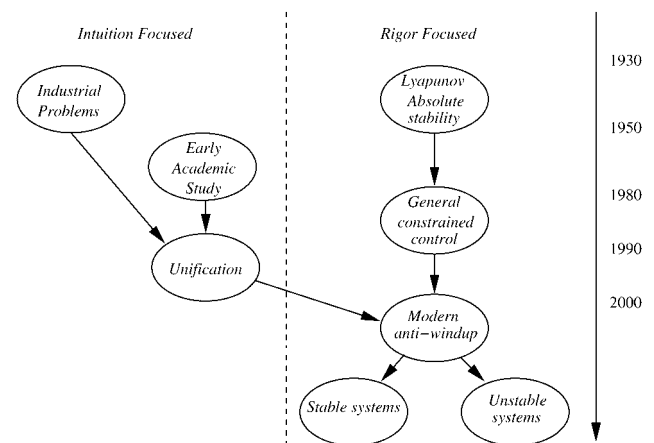 Intuition Focused
Rigor Focused
1930
Industrial
Problems
Lyapunov
Absolute
stability
1950
Early
Academic
Study
1980
General
constrained
control
1990
Unification
2000
Modern
anti−windup
Stable systems
Unstable
systems